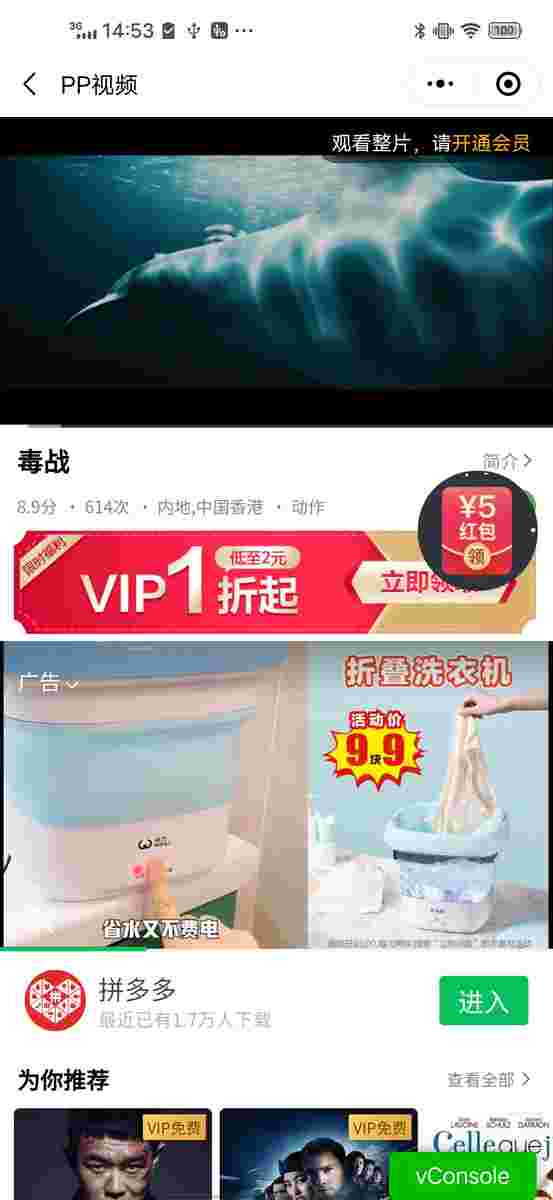 3G 14:53
100
PP视频
观看整片，请开通会员
毒战
简介
8.9分 · 614次 · 内地,中国香港 · 动作
¥5
红包
领
限时福利
VIP1折起
低至2元
立即领
广告
折叠洗衣机
活动价
9块9
省水又不费电
拼多多
最近已有1.7万人下载
进入
为你推荐
查看全部
VIP免费
VIP免费
LAVOINE
DARMON
vConsole